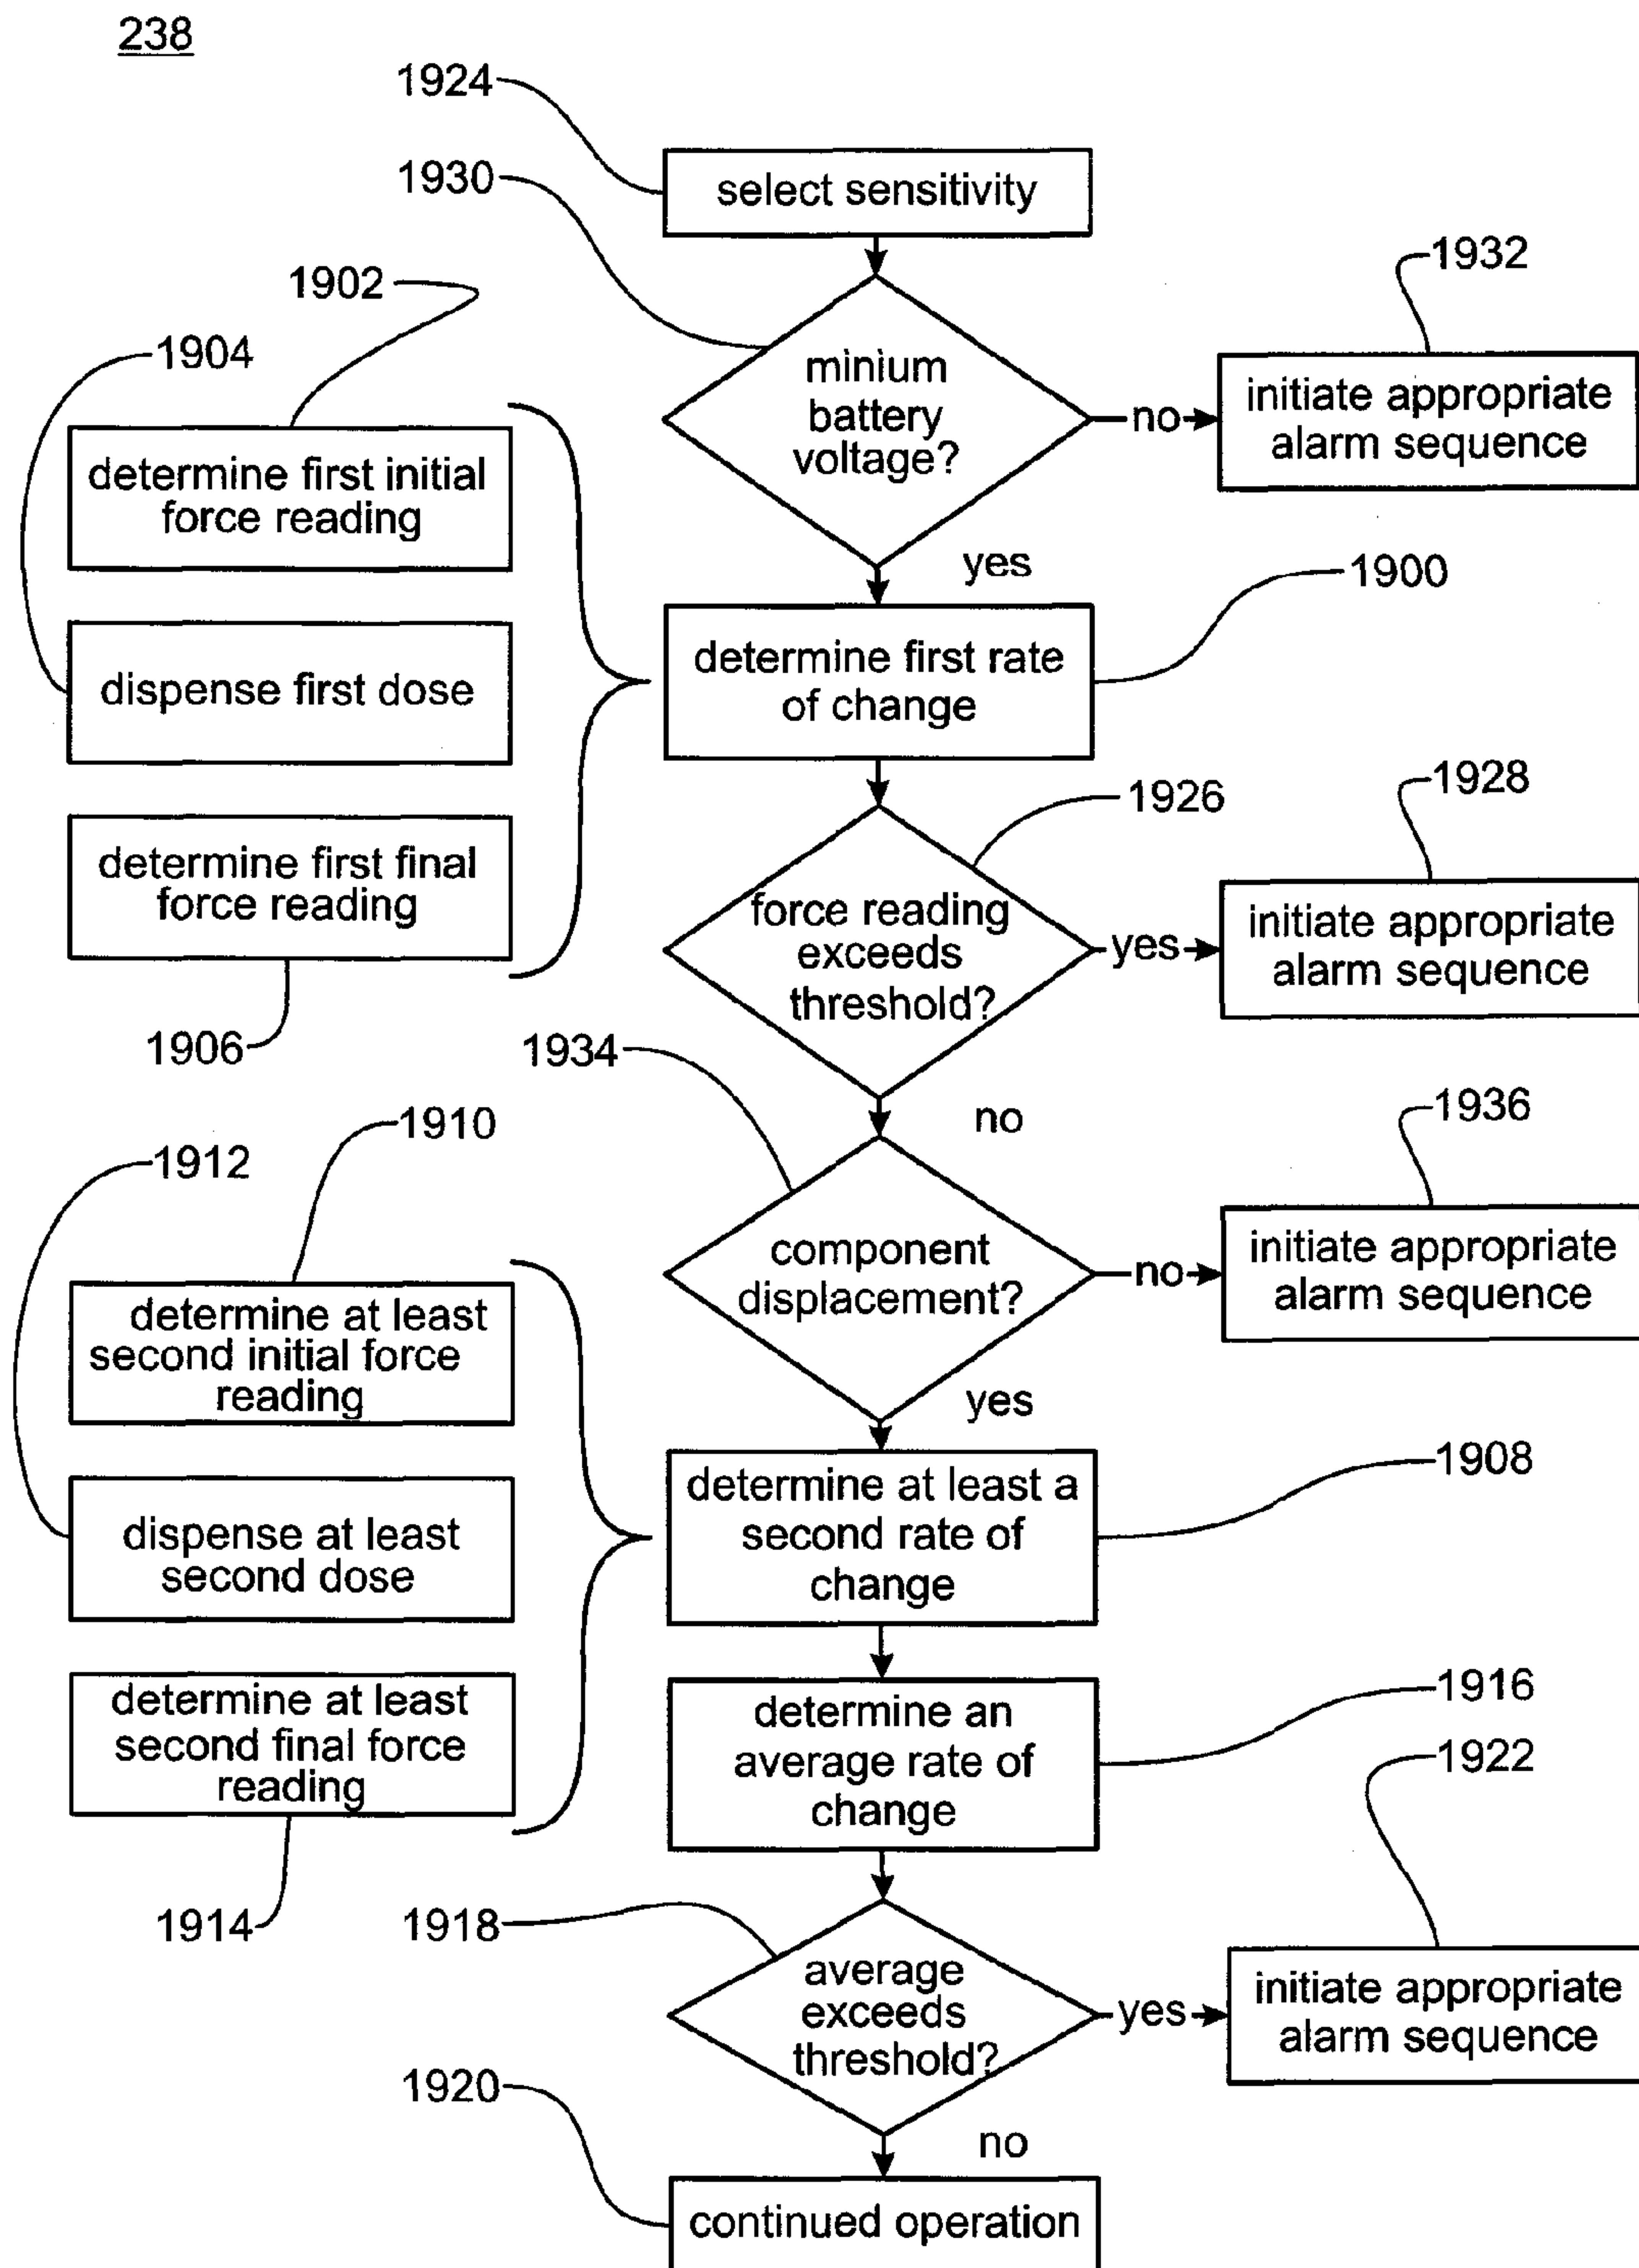 238
1924
select sensitivity
1930
minium
battery
voltage?
no
1932
initiate appropriate
alarm sequence
yes
1902
1904
determine first initial
force reading
dispense first dose
determine first final
force reading
1906
1900
determine first rate
of change
1926
force reading
exceeds
threshold?
yes
1928
initiate appropriate
alarm sequence
no
1934
component
displacement?
no
1936
initiate appropriate
alarm sequence
yes
1910
1912
determine at least
second initial force
reading
dispense at least
second dose
determine at least
second final force
reading
1914
1908
determine at least a
second rate of
change
1916
determine an
average rate of
change
1918
average
exceeds
threshold?
yes
1922
initiate appropriate
alarm sequence
no
1920
continued operation